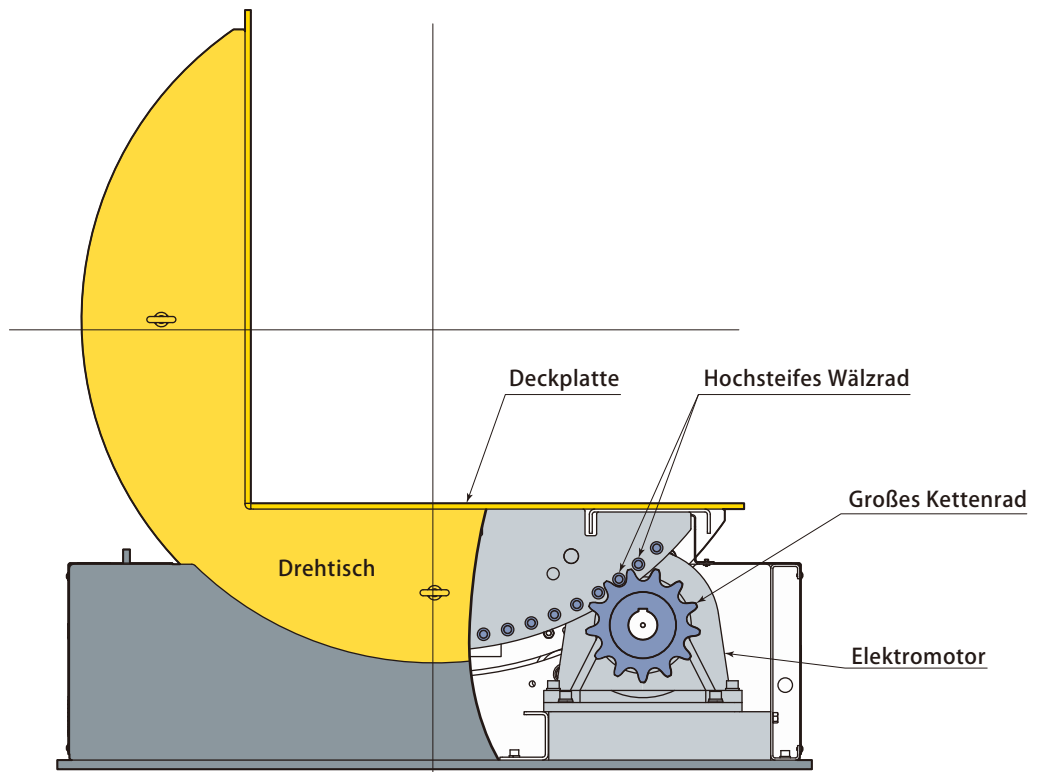 Deckplatte
Hochsteifes Wälzrad
Großes Kettenrad
Drehtisch
Elektromotor